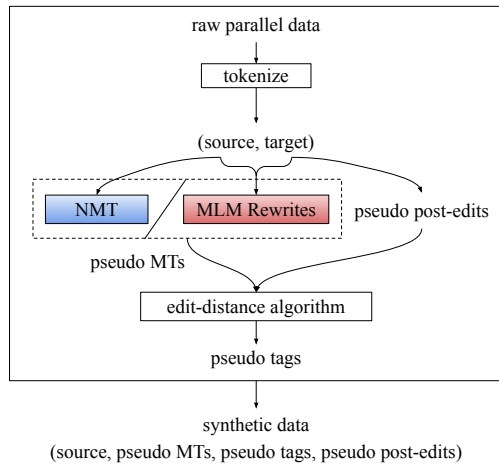 raw parallel data
tokenize
(source, target)
NMT
MLM Rewrites
pseudo post-edits
pseudo MTs
edit-distance algorithm
pseudo tags
synthetic data
(source, pseudo MTs, pseudo tags, pseudo post-edits)